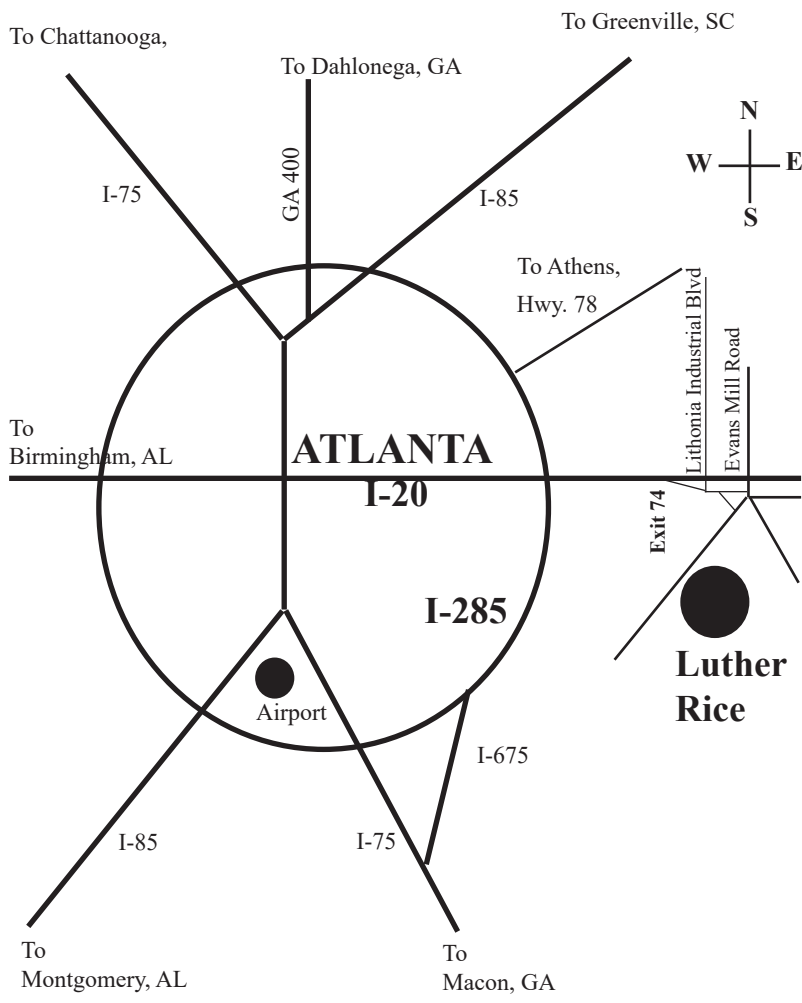 To Greenville, SC
To Chattanooga,
To Dahlonega, GA
N
W
E
S
GA 400
I-75
I-85
To Athens,
Hwy. 78
Lithonia Industrial Blvd
Evans Mill Road
To
Birmingham, AL
ATLANTA
I-20
Exit 74
I-285
Luther
Rice
Airport
I-675
I-85
I-75
To
Montgomery, AL
To
Macon, GA